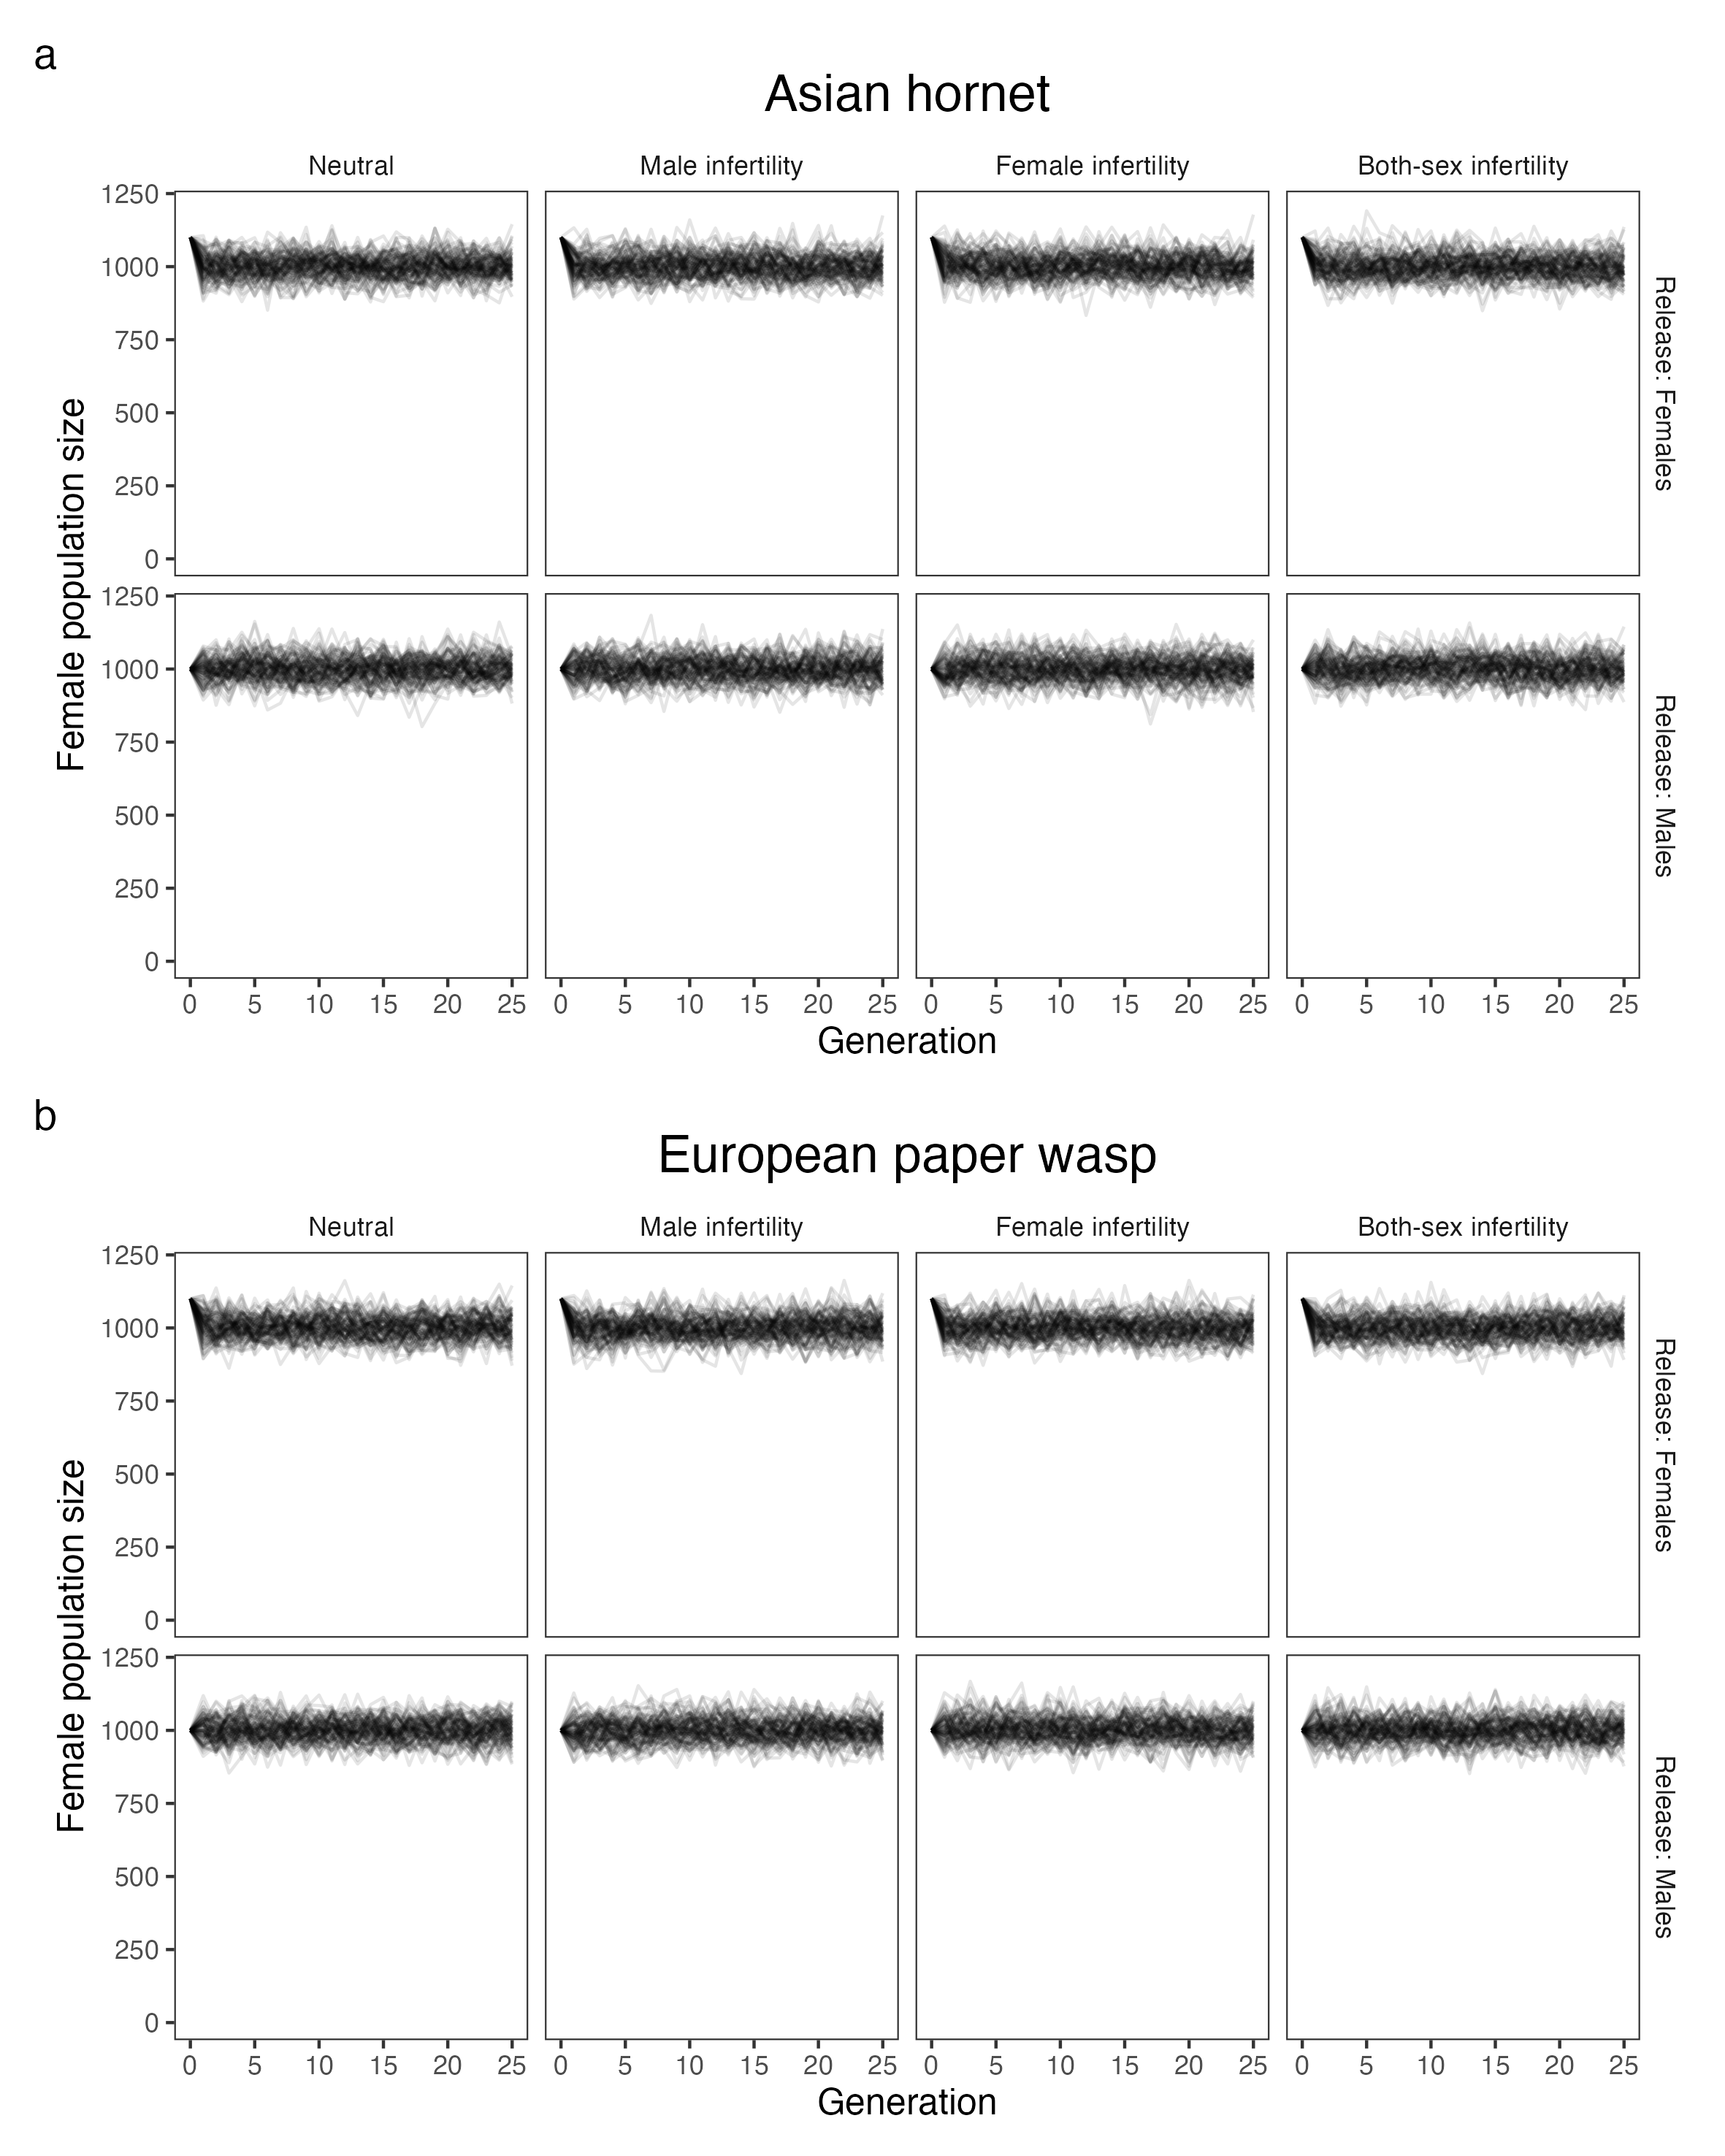 a
Asian hornet
Neutral Male infertility Female infertility Both-sex infertility
Female population size
1250
1000
750
500
250
0
Release: Females
1250
1000
750
500
250
0
Release: Males
0 5 10 15 20 25 0 5 10 15 20 25 0 5 10 15 20 25 0 5 10 15 20 25
Generation
b
European paper wasp
Neutral Male infertility Female infertility Both-sex infertility
Female population size
1250
1000
750
500
250
0
Release: Females
1250
1000
750
500
250
0
Release: Males
0 5 10 15 20 25 0 5 10 15 20 25 0 5 10 15 20 25 0 5 10 15 20 25
Generation